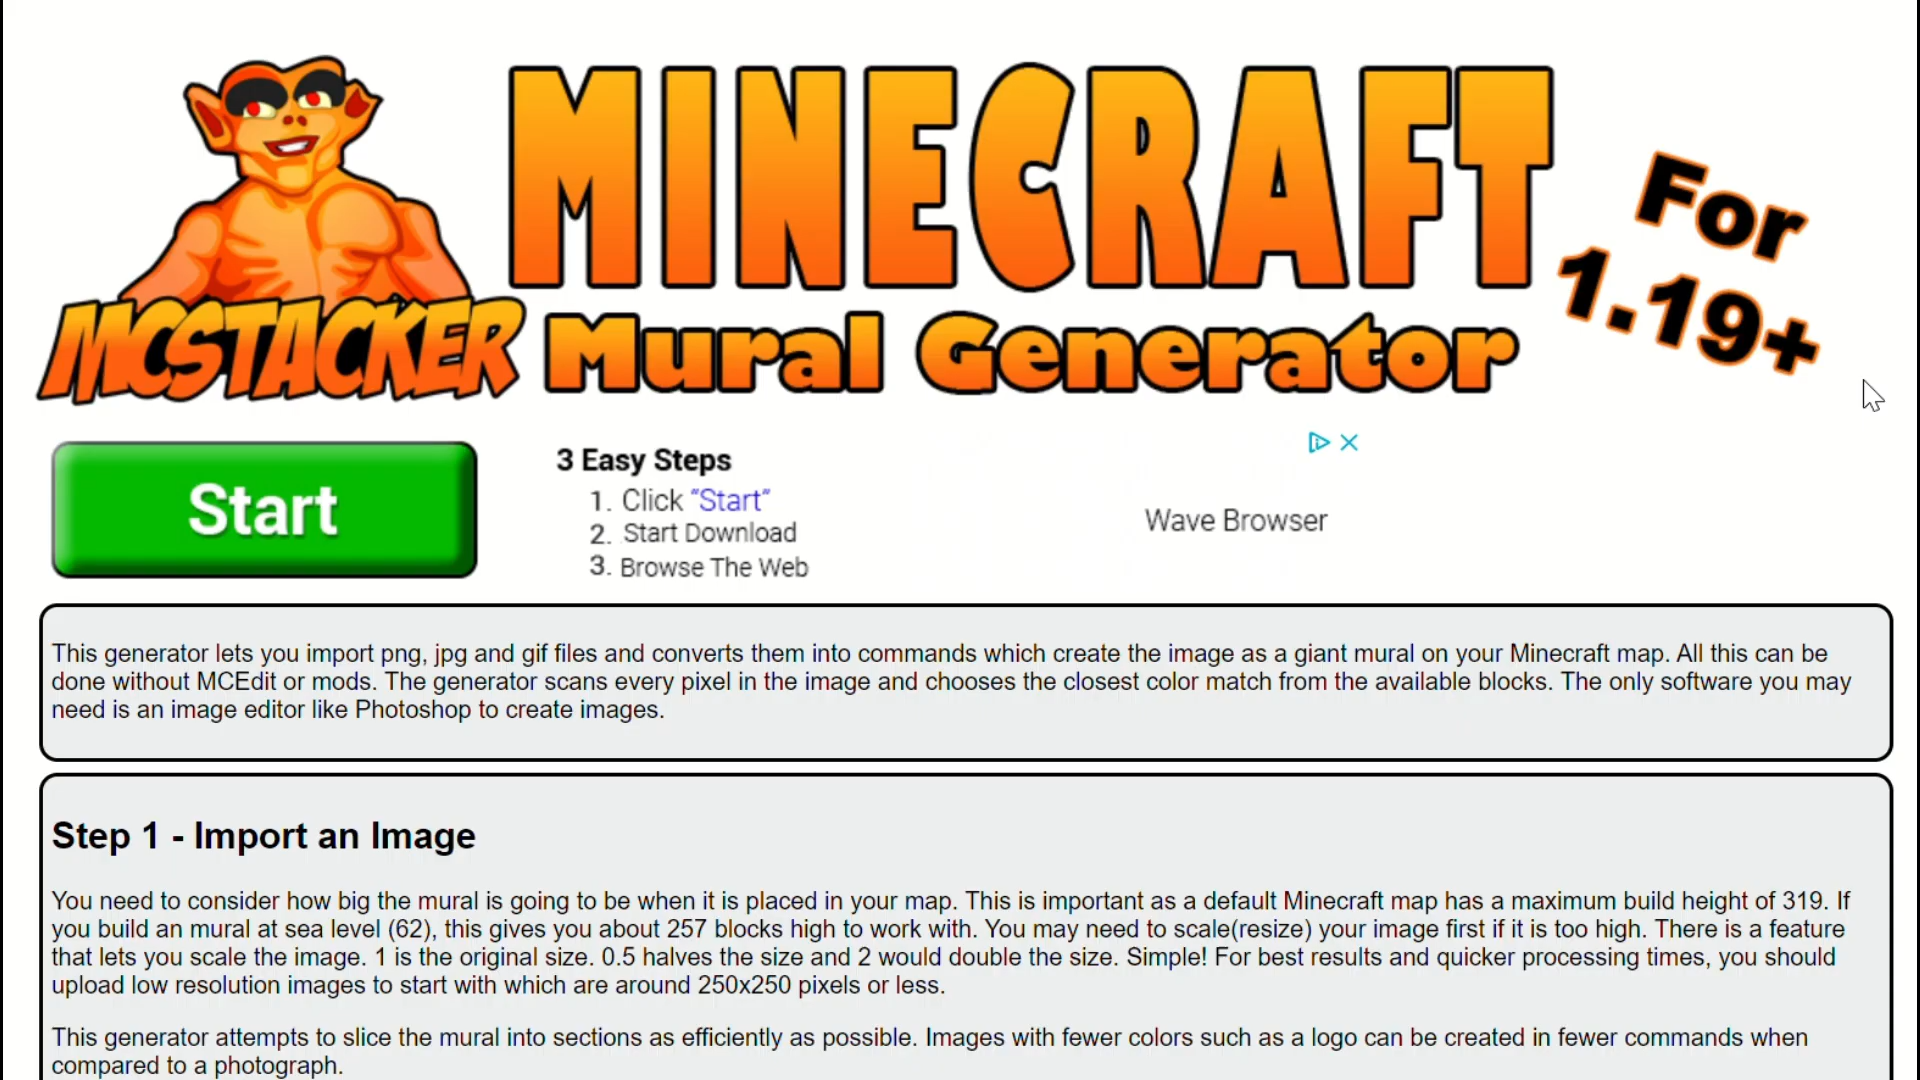 MINECRAFT
For
1.19+
MCSTACKER
Mural Generator
Start
3 Easy Steps
1. Click “Start”
2. Start Download
3. Browse The Web
Wave Browser
This generator lets you import png, jpg and gif files and converts them into commands which create the image as a giant mural on your Minecraft map. All this can be
done without MCEdit or mods. The generator scans every pixel in the image and chooses the closest color match from the available blocks. The only software you may
need is an image editor like Photoshop to create images.
Step 1 - Import an Image
You need to consider how big the mural is going to be when it is placed in your map. This is important as a default Minecraft map has a maximum build height of 319. If
you build an mural at sea level (62), this gives you about 257 blocks high to work with. You may need to scale(resize) your image first if it is too high. There is a feature
that lets you scale the image. 1 is the original size. 0.5 halves the size and 2 would double the size. Simple! For best results and quicker processing times, you should
upload low resolution images to start with which are around 250x250 pixels or less.
This generator attempts to slice the mural into sections as efficiently as possible. Images with fewer colors such as a logo can be created in fewer commands when
compared to a photograph.